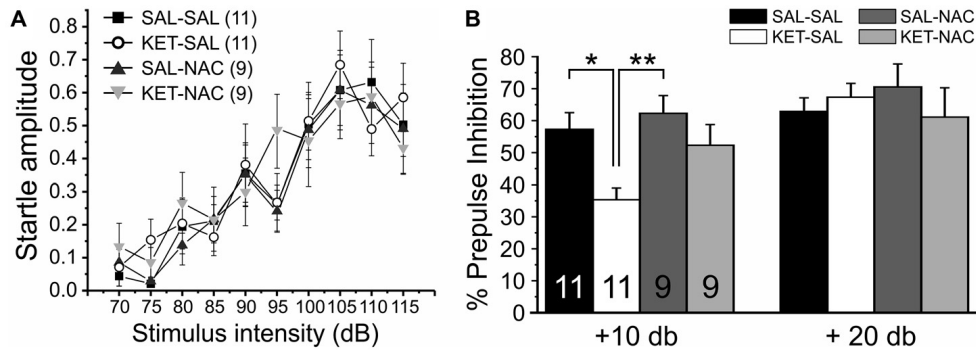 A
SAL-SAL (11)
KET-SAL (11)
SAL-NAC (9)
KET-NAC (9)
Startle amplitude
0.8
0.7
0.6
0.5
0.4
0.3
0.2
0.1
0.0
70 75 80 85 90 95 100 105 110 115
Stimulus intensity (dB)
B
SAL-SAL SAL-NAC
KET-SAL KET-NAC
% Prepulse Inhibition
80
70
60
50
40
30
20
10
0
* **
11 11 9 9
+10 db + 20 db